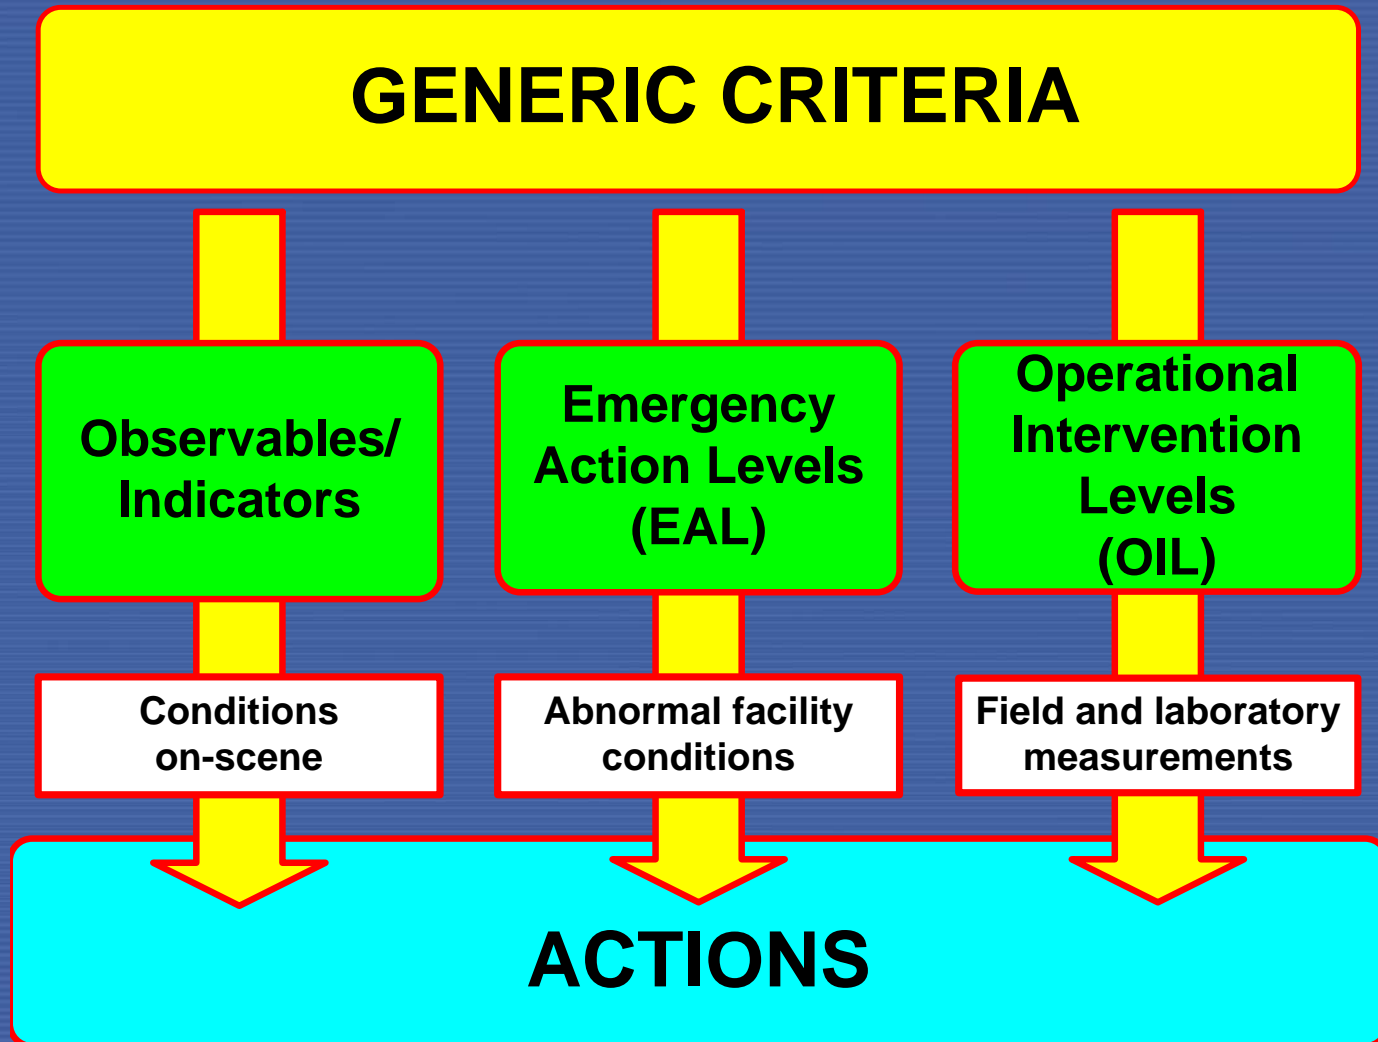 GENERIC CRITERIA
Observables/
Indicators
Emergency
Action Levels
(EAL)
Operational
Intervention
Levels
(OIL)
Conditions
on-scene
Abnormal facility
conditions
Field and laboratory
measurements
ACTIONS